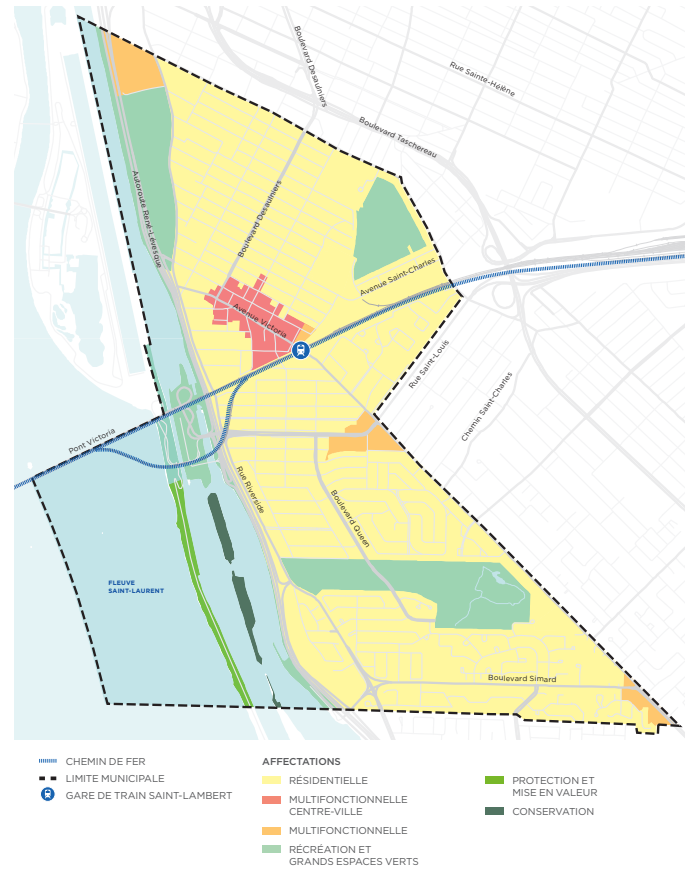 Boulevard Desaulniers
Rue Sainte-Hélène
Boulevard Taschereau
Autoroute René-Lévesque
Boulevard Desaulniers
Avenue Saint-Charles
Avenue Victoria
Rue Saint-Louis
Chemin Saint-Charles
Pont Victoria
Rue Riverside
Boulevard Queen
FLEUVE
SAINT-LAURENT
Boulevard Simard
CHEMIN DE FER
LIMITE MUNICIPALE
GARE DE TRAIN SAINT-LAMBERT
AFFECTATIONS
RÉSIDENTIELLE
MULTIFONCTIONNELLE
CENTRE-VILLE
MULTIFONCTIONNELLE
RÉCRÉATION ET
GRANDS ESPACES VERTS
PROTECTION ET
MISE EN VALEUR
CONSERVATION